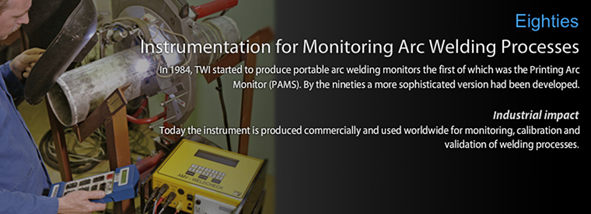 Eighties
Instrumentation for Monitoring Arc Welding Processes
In 1984, TWI started to produce portable arc welding monitors the first of which was the Printing Arc
Monitor (PAMS). By the nineties a more sophisticated version had been developed.
Industrial impact
Today the instrument is produced commercially and used worldwide for monitoring, calibration and
validation of welding processes.